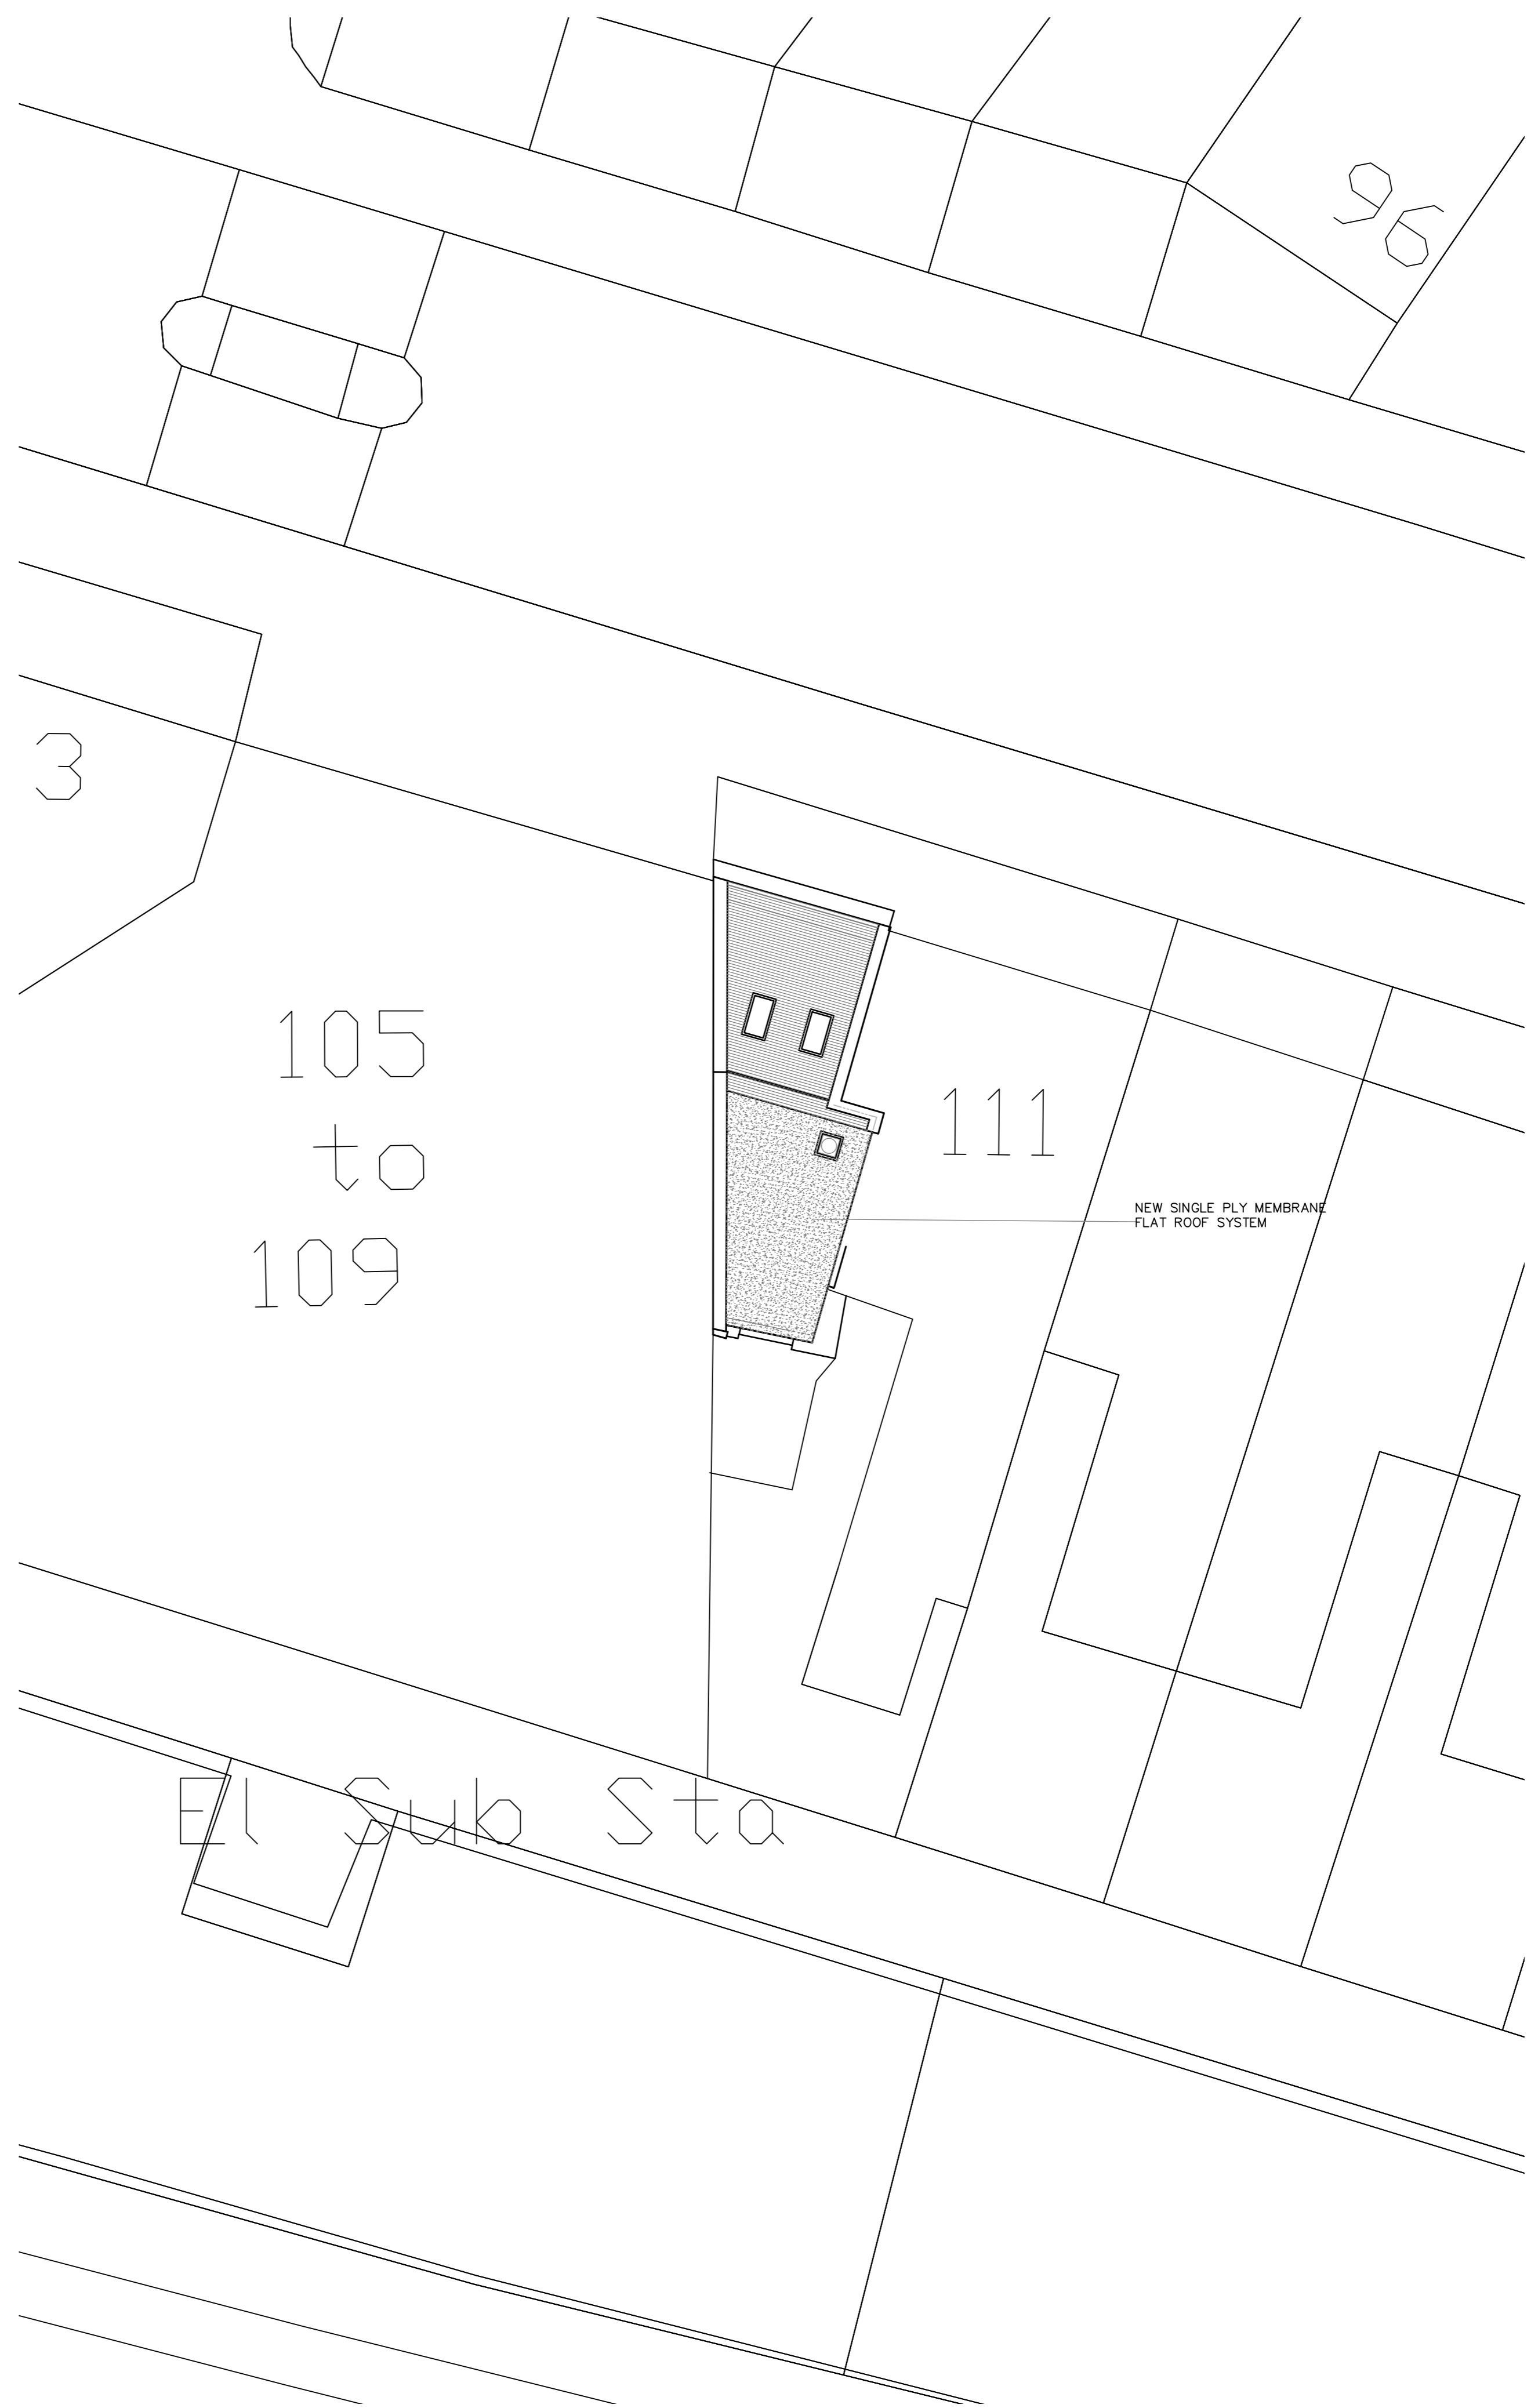 96
3
105
to
109
111
NEW SINGLE PLY MEMBRANE
FLAT ROOF SYSTEM
El Sub Sta